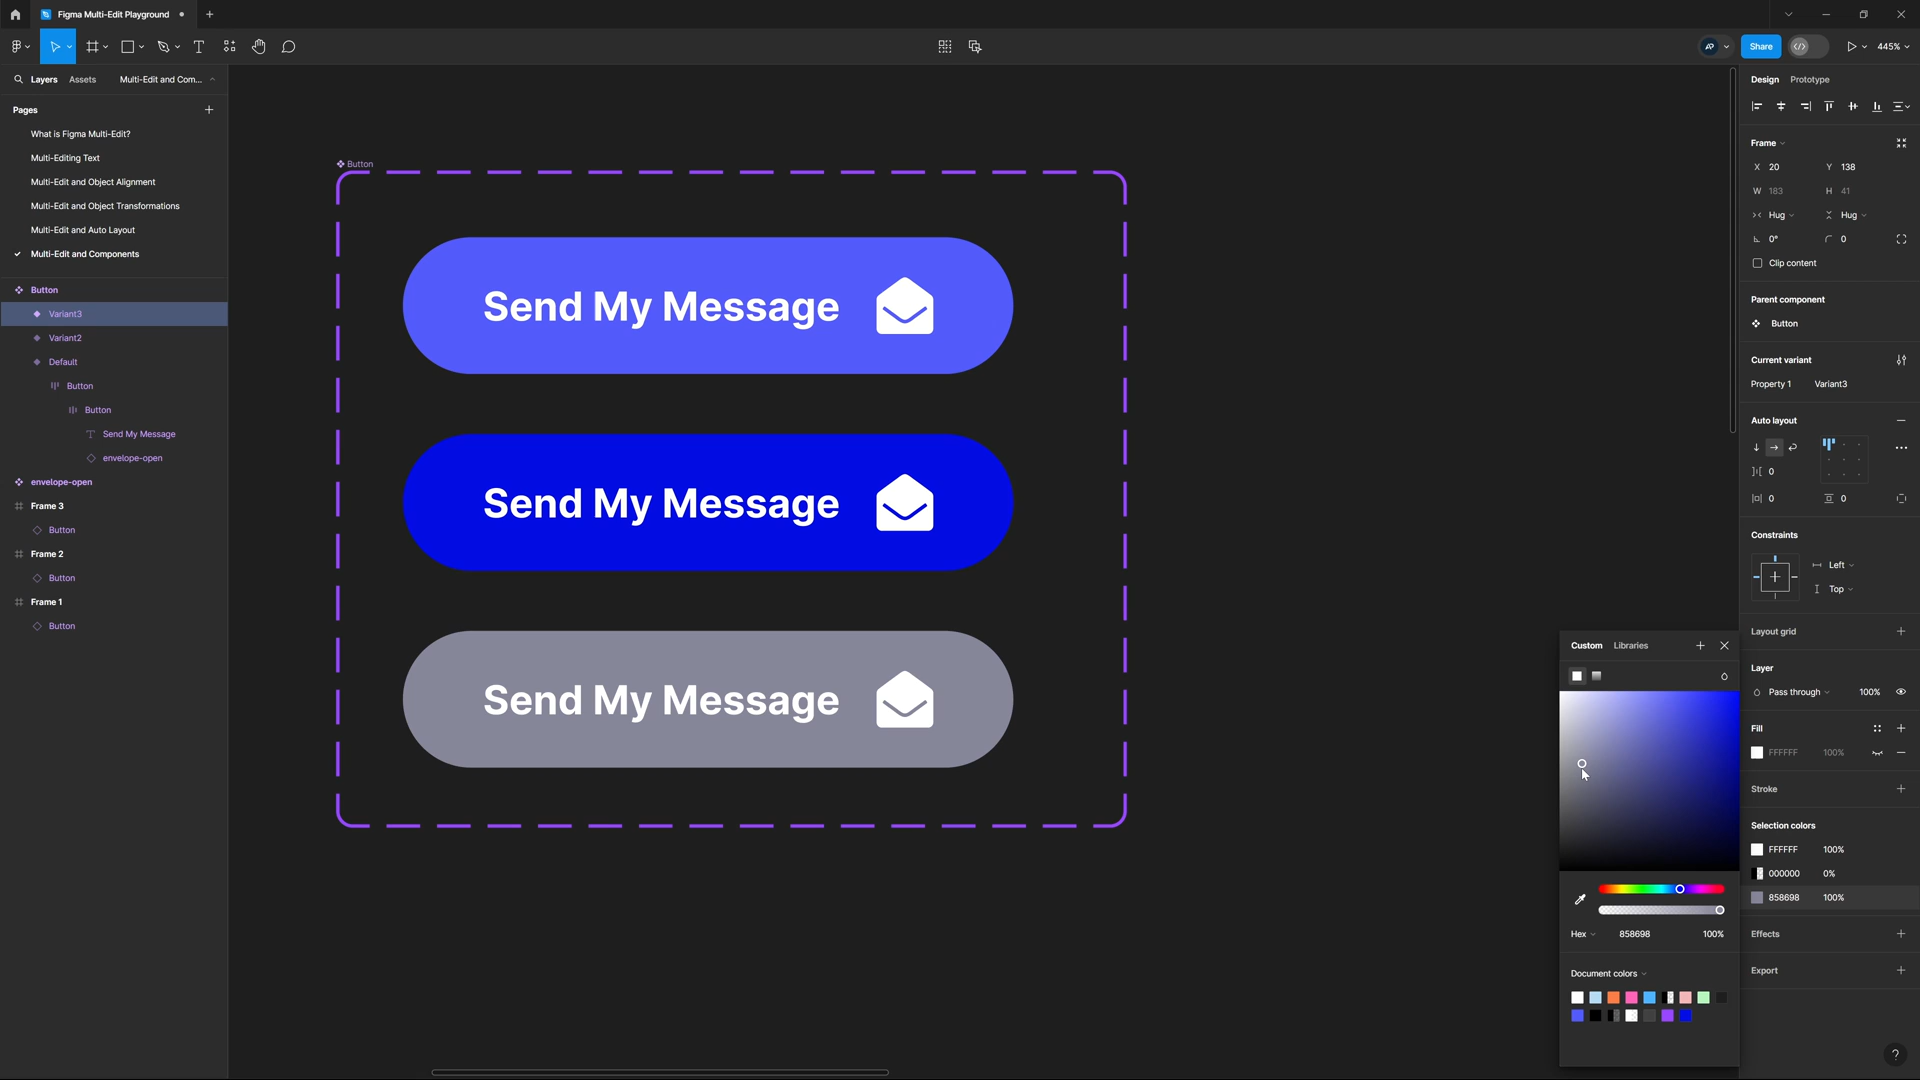 Figma Multi-Edit Playground
Share
445%
Layers
Assets
Multi-Edit and Com...
Pages
What is Figma Multi-Edit?
Multi-Editing Text
Multi-Edit and Object Alignment
Multi-Edit and Object Transformations
Multi-Edit and Auto Layout
Multi-Edit and Components
Button
Variant3
Variant2
Default
Button
Button
Send My Message
envelope-open
envelope-open
Frame 3
Button
Frame 2
Button
Frame 1
Button
Button
Send My Message
Send My Message
Send My Message
Custom
Libraries
Hex
858698
100%
Document colors
Design
Prototype
Frame
X 20
Y 138
W 183
H 41
Hug
Hug
0°
0
Clip content
Parent component
Button
Current variant
Property 1
Variant3
Auto layout
0
0
0
Constraints
Left
Top
Layout grid
Layer
Pass through
100%
Fill
FFFFFF
100%
Stroke
Selection colors
FFFFFF
100%
000000
0%
858698
100%
Effects
Export
?